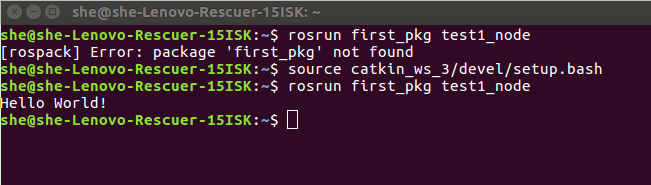 she@she-Lenovo-Rescuer-15ISK: ~
she@she-Lenovo-Rescuer-15ISK:~$ rosrun first_pkg test1_node
[rospack] Error: package 'first_pkg' not found
she@she-Lenovo-Rescuer-15ISK:~$ source catkin_ws_3/devel/setup.bash
she@she-Lenovo-Rescuer-15ISK:~$ rosrun first_pkg test1_node
Hello World!
she@she-Lenovo-Rescuer-15ISK:~$